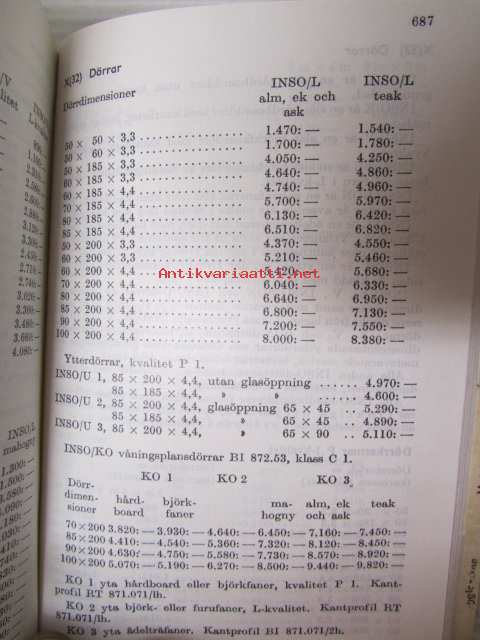 687
X(32) Dörrar
Dörrdimensioner INSO/L INSO/L
alm, ek och teak
ask
50 × 50 × 3,3 1.470: — 1.540: —
50 × 60 × 3,3 1.700: — 1.780: —
50 × 185 × 3,3 4.050: — 4.250: —
60 × 185 × 3,3 4.640: — 4.860: —
60 × 185 × 4,4 4.740: — 4.960: —
70 × 185 × 4,4 5.700: — 5.970: —
80 × 185 × 4,4 6.130: — 6.420: —
90 × 185 × 4,4 6.510: — 6.820: —
50 × 200 × 3,3 4.370: — 4.550: —
60 × 200 × 3,3 5.210: — 5.460: —
60 × 200 × 4,4 5.420: — 5.680: —
Antikvariaatti.net
70 × 200 × 4,4 6.040: — 6.330: —
80 × 200 × 4,4 6.640: — 6.950: —
85 × 200 × 4,4 6.800: — 7.130: —
90 × 200 × 4,4 7.200: — 7.550: —
100 × 200 × 4,4 8.000: — 8.380: —
Ytterdörrar, kvalitet P 1.
INSO/U 1, 85 × 200 × 4,4, utan glasöppning ...... 4.970: —
85 × 185 × 4,4, » » ...... 4.600: —
INSO/U 2, 85 × 200 × 4,4, glasöppning 65 × 45 .. 5.290: —
85 × 185 × 4,4, » 65 × 45 .. 4.890: —
INSO/U 3, 85 × 200 × 4,4, » 65 × 90 .. 5.110: —
INSO/KO våningsplansdörrar BI 872.53, klass C 1.
KO 1 KO 2 KO 3
Dörr-
dimen- hård- björk- ma- alm, ek teak
sioner board faner hogny och ask
70 × 200 3.820: — 3.930: — 4.640: — 6.450: — 7.160: — 7.450: —
85 × 200 4.410: — 4.540: — 5.360: — 7.320: — 8.120: — 8.450: —
90 × 200 4.630: — 4.750: — 5.580: — 7.730: — 8.570: — 8.920: —
100 × 200 5.070: — 5.190: — 6.270: — 8.500: — 9.440: — 9.820: —
KO 1 yta hårdboard eller björkfaner, kvalitet P 1. Kant-
profil RT 871.071/lh.
KO 2 yta björk- eller furufaner, L-kvalitet. Kantprofil RT
871.071/lh.
KO 3 yta ädelträfaner. Kantprofil BI 871.071/2h.